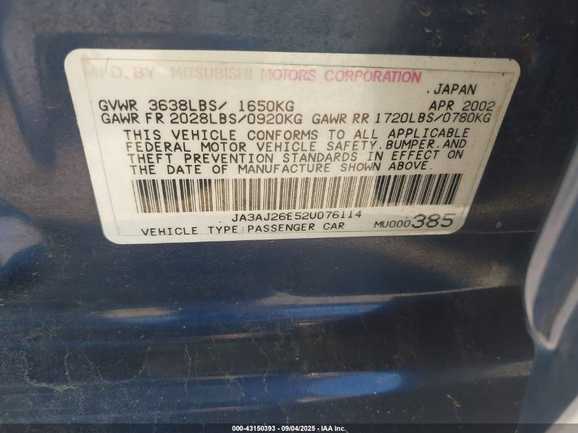 MFD. BY MITSUBISHI MOTORS CORPORATION
JAPAN
GVWR 3638LBS/ 1650KG APR 2002
GAWR FR 2028LBS/0920KG GAWR RR 1720LBS/0780KG
THIS VEHICLE CONFORMS TO ALL APPLICABLE
FEDERAL MOTOR VEHICLE SAFETY.BUMPER.AND
THEFT PREVENTION STANDARDS IN EFFECT ON
THE DATE OF MANUFACTURE SHOWN ABOVE.
JA3AJ26E52U076114
VEHICLE TYPE:PASSENGER CAR MU000385
000-43150393 - 09/04/2025 - © IAA, Inc.